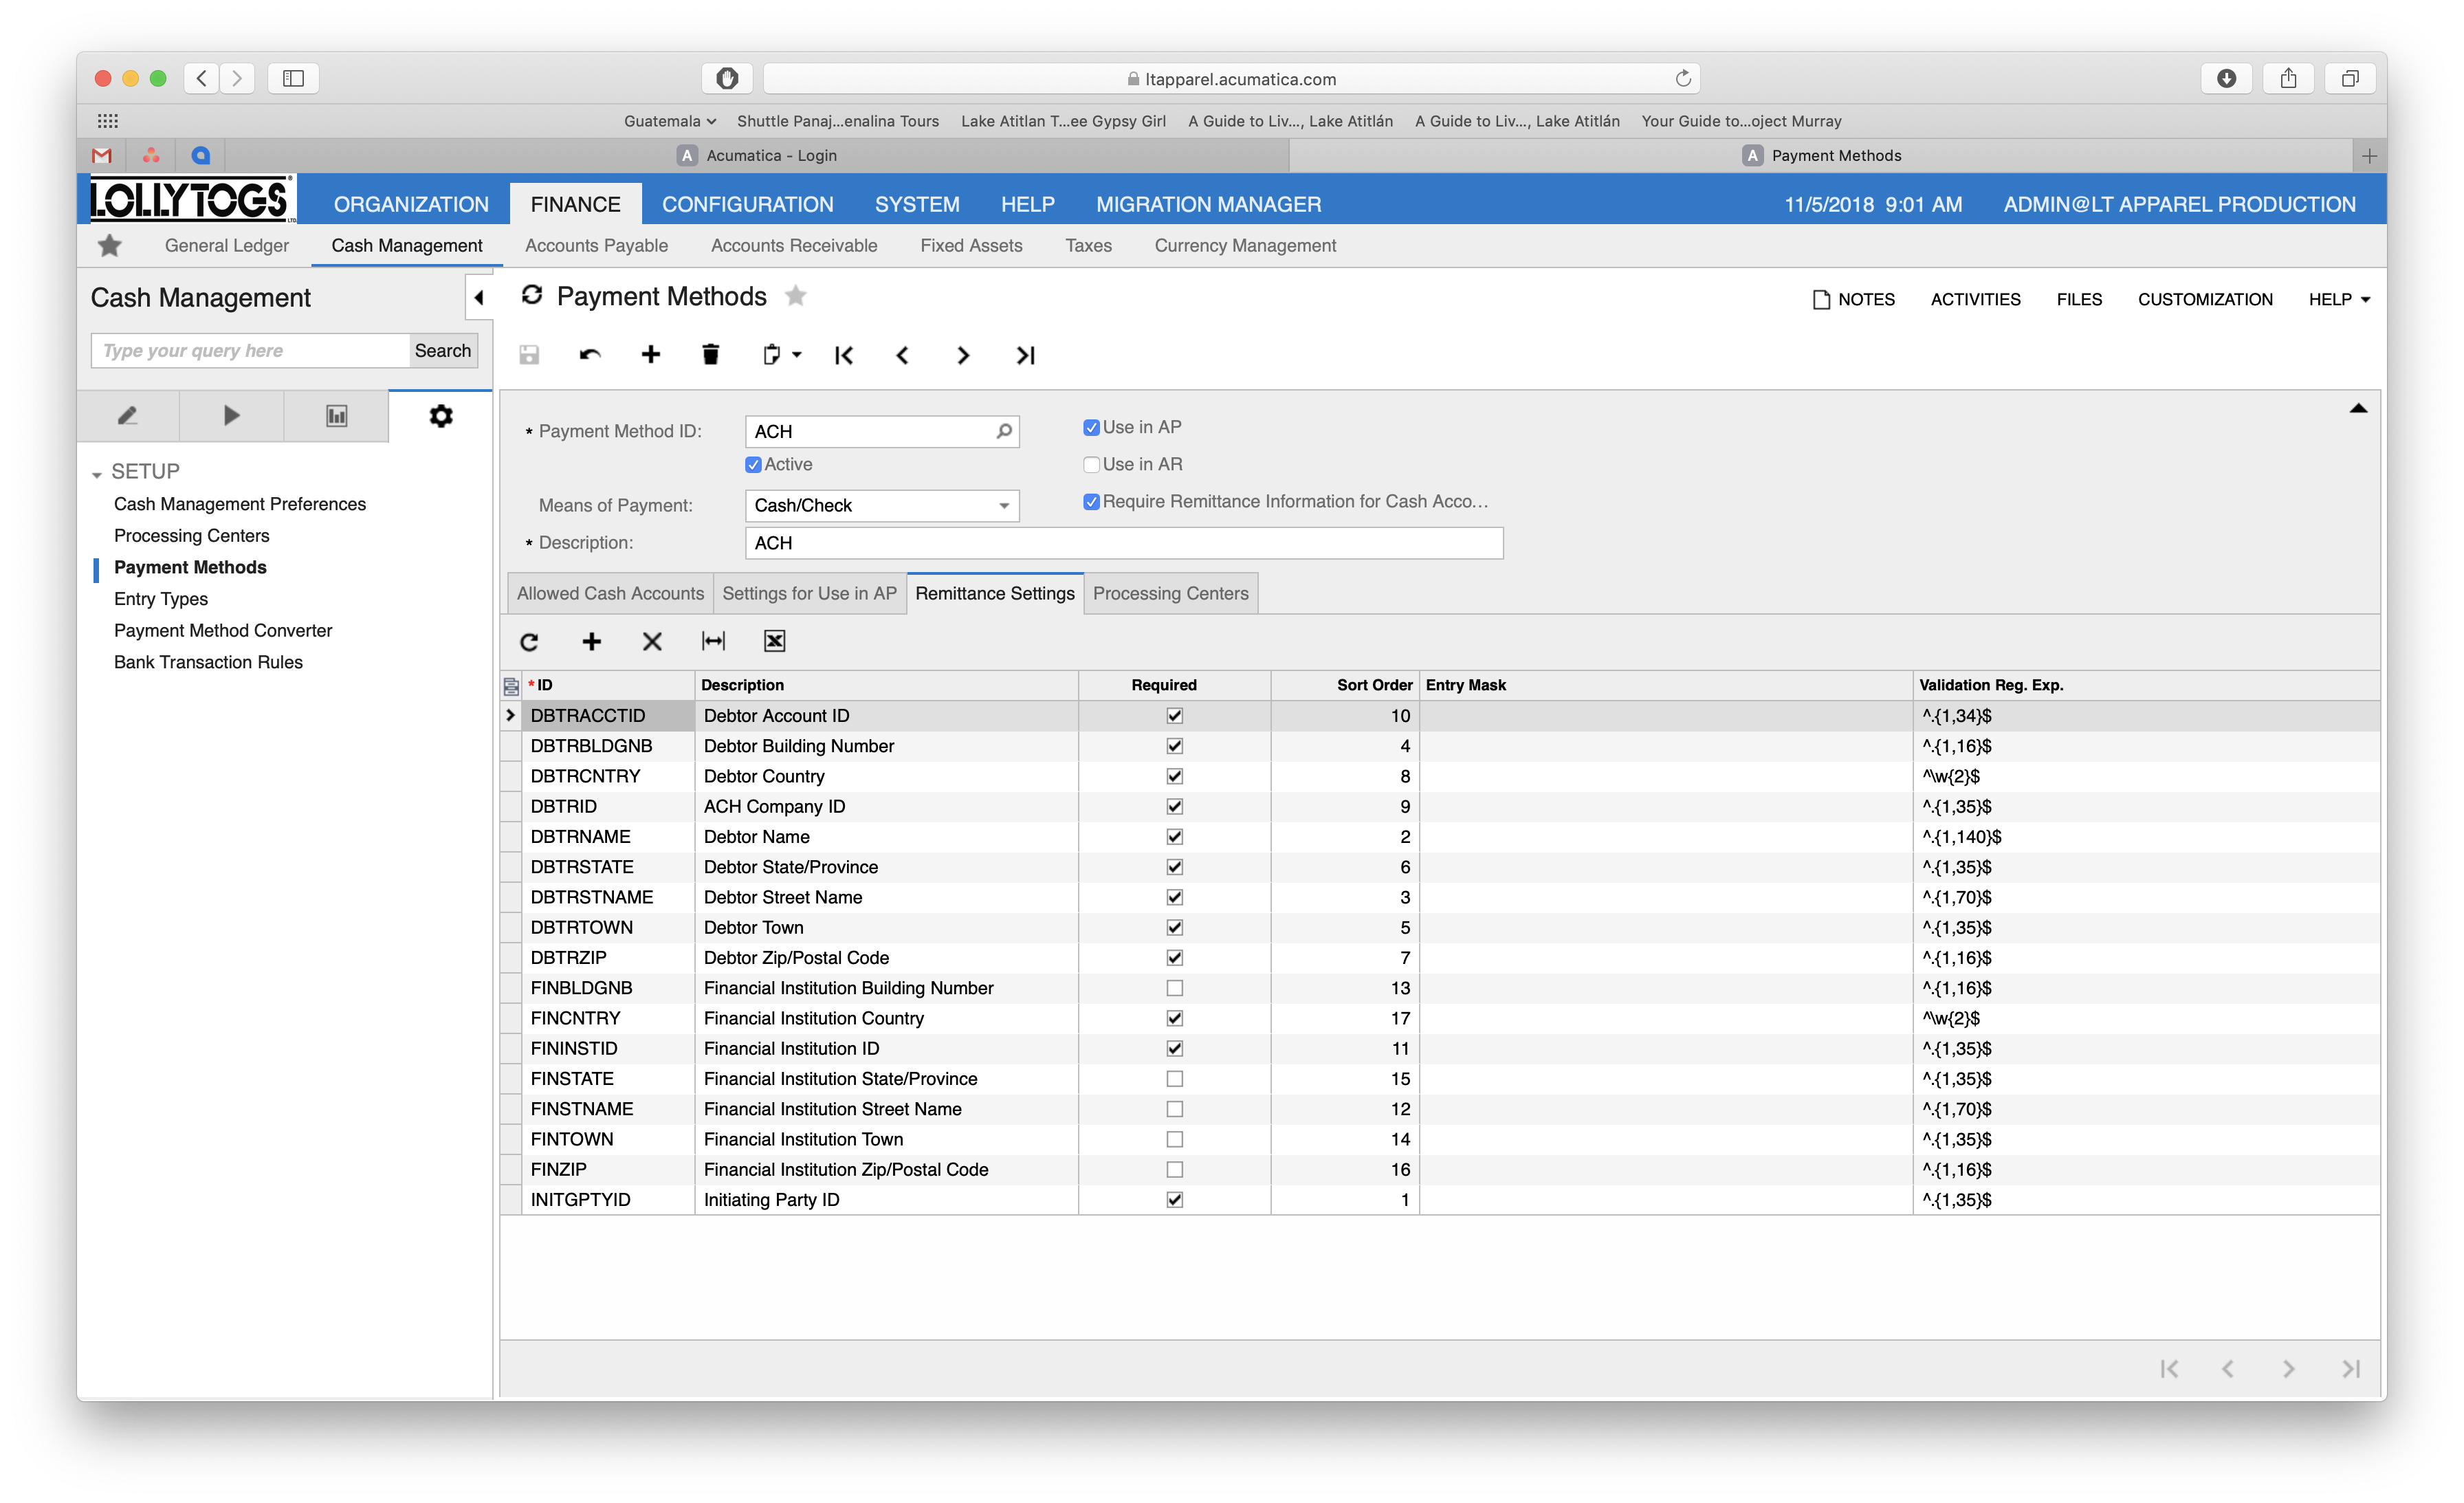 ltapparel.acumatica.com
Guatemala Shuttle Panaj...enalina Tours Lake Atitlan T...ee Gypsy Girl A Guide to Liv..., Lake Atitlán A Guide to Liv..., Lake Atitlán Your Guide to...oject Murray
A Acumatica - Login A Payment Methods
LOLLYTOGS® LTD. ORGANIZATION FINANCE CONFIGURATION SYSTEM HELP MIGRATION MANAGER 11/5/2018 9:01 AM ADMIN@LT APPAREL PRODUCTION
General Ledger Cash Management Accounts Payable Accounts Receivable Fixed Assets Taxes Currency Management
Cash Management
Type your query here Search
SETUP
Cash Management Preferences
Processing Centers
Payment Methods
Entry Types
Payment Method Converter
Bank Transaction Rules
Payment Methods NOTES ACTIVITIES FILES CUSTOMIZATION HELP
* Payment Method ID: ACH Use in AP
Active Use in AR
Means of Payment: Cash/Check Require Remittance Information for Cash Acco...
* Description: ACH
Allowed Cash Accounts Settings for Use in AP Remittance Settings Processing Centers
* ID Description Required Sort Order Entry Mask Validation Reg. Exp.
DBTRACCTID Debtor Account ID 10 ^.{1,34}$
DBTRBLDGNB Debtor Building Number 4 ^.{1,16}$
DBTRCNTRY Debtor Country 8 ^\w{2}$
DBTRID ACH Company ID 9 ^.{1,35}$
DBTRNAME Debtor Name 2 ^.{1,140}$
DBTRSTATE Debtor State/Province 6 ^.{1,35}$
DBTRSTNAME Debtor Street Name 3 ^.{1,70}$
DBTRTOWN Debtor Town 5 ^.{1,35}$
DBTRZIP Debtor Zip/Postal Code 7 ^.{1,16}$
FINBLDGNB Financial Institution Building Number 13 ^.{1,16}$
FINCNTRY Financial Institution Country 17 ^\w{2}$
FININSTID Financial Institution ID 11 ^.{1,35}$
FINSTATE Financial Institution State/Province 15 ^.{1,35}$
FINSTNAME Financial Institution Street Name 12 ^.{1,70}$
FINTOWN Financial Institution Town 14 ^.{1,35}$
FINZIP Financial Institution Zip/Postal Code 16 ^.{1,16}$
INITGPTYID Initiating Party ID 1 ^.{1,35}$